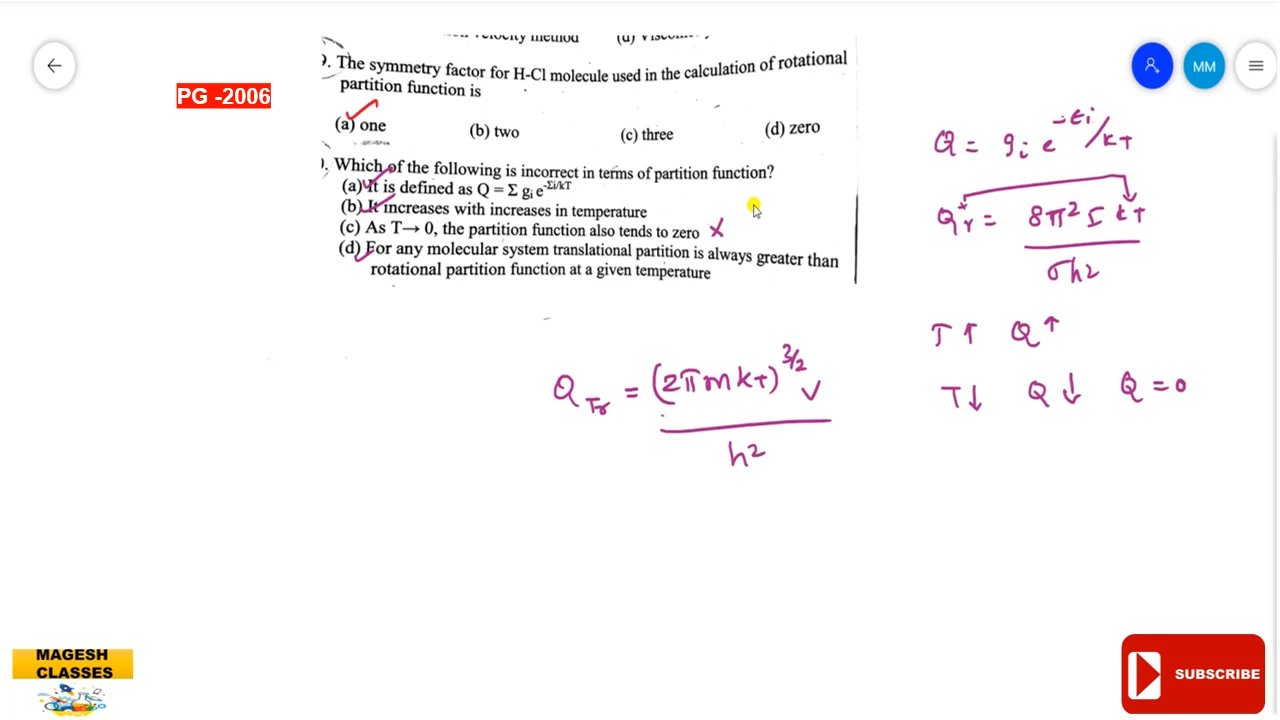 velocity method (d)
PG -2006
9. The symmetry factor for H-Cl molecule used in the calculation of rotational
partition function is
(a) one (b) two (c) three (d) zero
Which of the following is incorrect in terms of partition function?
(a) It is defined as Q = Σ gi e^-Σi/kT
(b) It increases with increases in temperature
(c) As T→ 0, the partition function also tends to zero ×
(d) For any molecular system translational partition is always greater than
rotational partition function at a given temperature
MM
Q = gi e^-εi/kT
Qr = 8π² I kT
σh²
T↑ Q↑
T↓ Q↓ Q = 0
Q Tr = (2πmkT)^3/2 V
h²
MAGESH
CLASSES
SUBSCRIBE